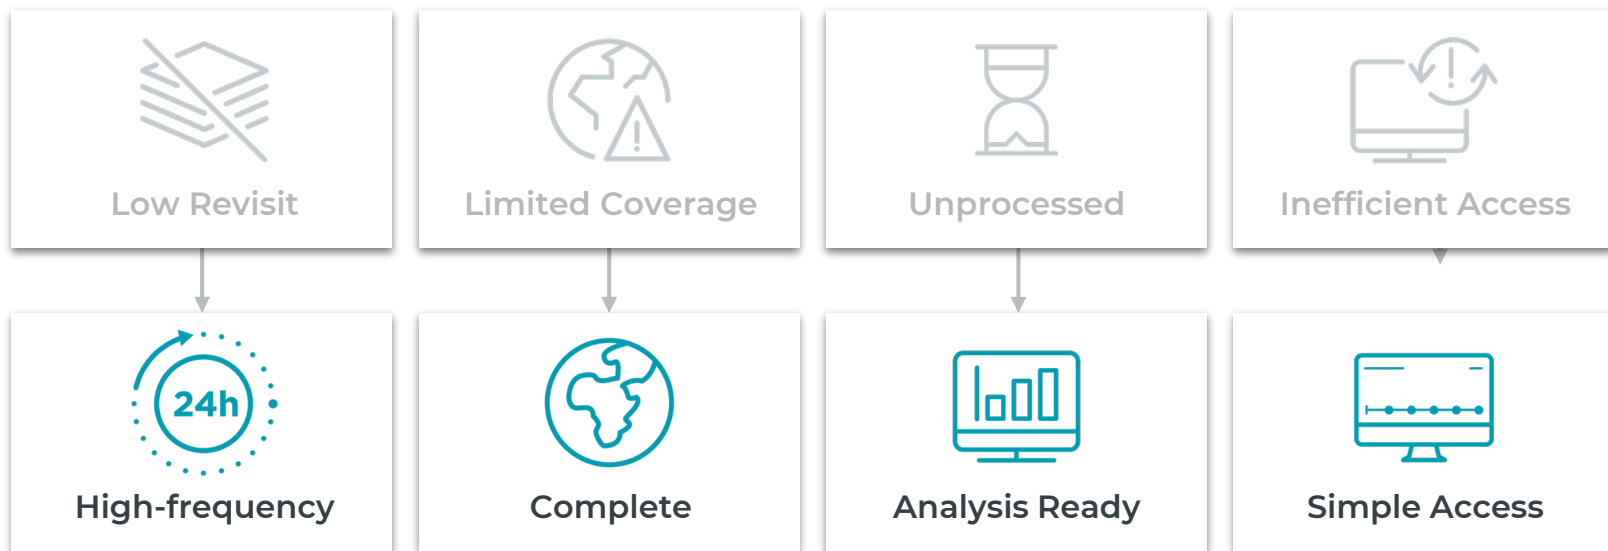 Low Revisit
Limited Coverage
Unprocessed
Inefficient Access
24h
High-frequency
Complete
Analysis Ready
Simple Access